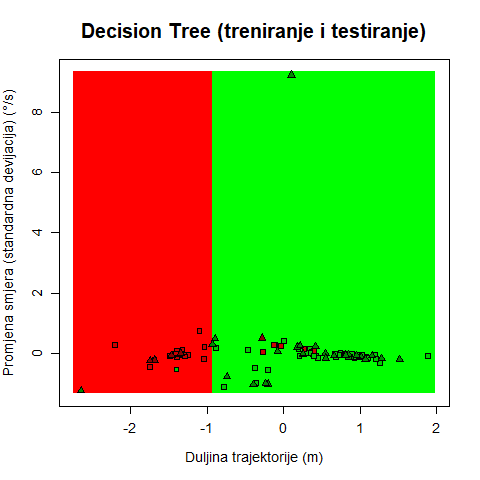 Decision Tree (treniranje i testiranje)
Promjena smjera (standardna devijacija) (°/s)
8
6
4
2
0
-2 -1 0 1 2
Duljina trajektorije (m)